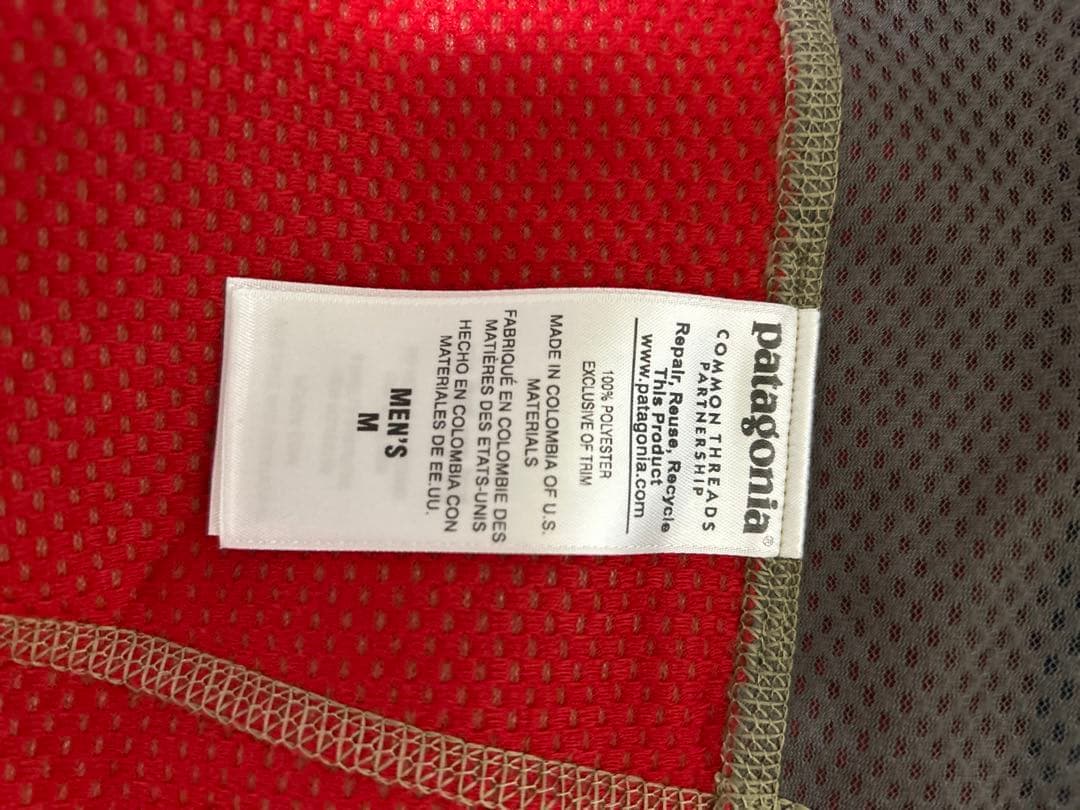 patagonia®
COMMON THREADS
PARTNERSHIP
Repair, Reuse, Recycle
This Product
www.patagonia.com
100% POLYESTER
EXCLUSIVE OF TRIM
MADE IN COLOMBIA OF U.S.
MATERIALS
FABRIQUÉ EN COLOMBIE DES
MATIÈRES DES ETATS-UNIS
HECHO EN COLOMBIA CON
MATERIALES DE EE.UU.
MEN'S
M